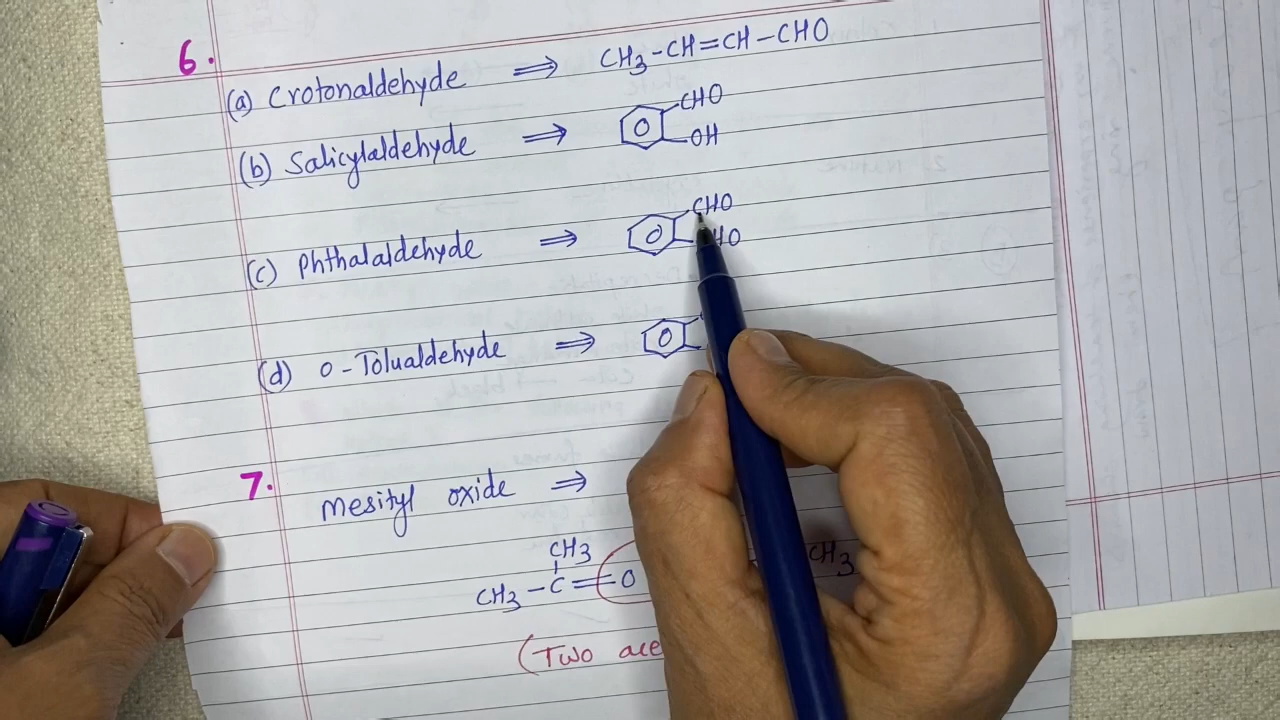 6.
(a) Crotonaldehyde ⇒ CH3-CH=CH-CHO
(b) Salicylaldehyde ⇒ CHO
OH
(c) Phthalaldehyde ⇒ CHO
CHO
(d) o-Tolualdehyde ⇒
7. Mesityl oxide ⇒
CH3
CH3-C=O CH3
(Two